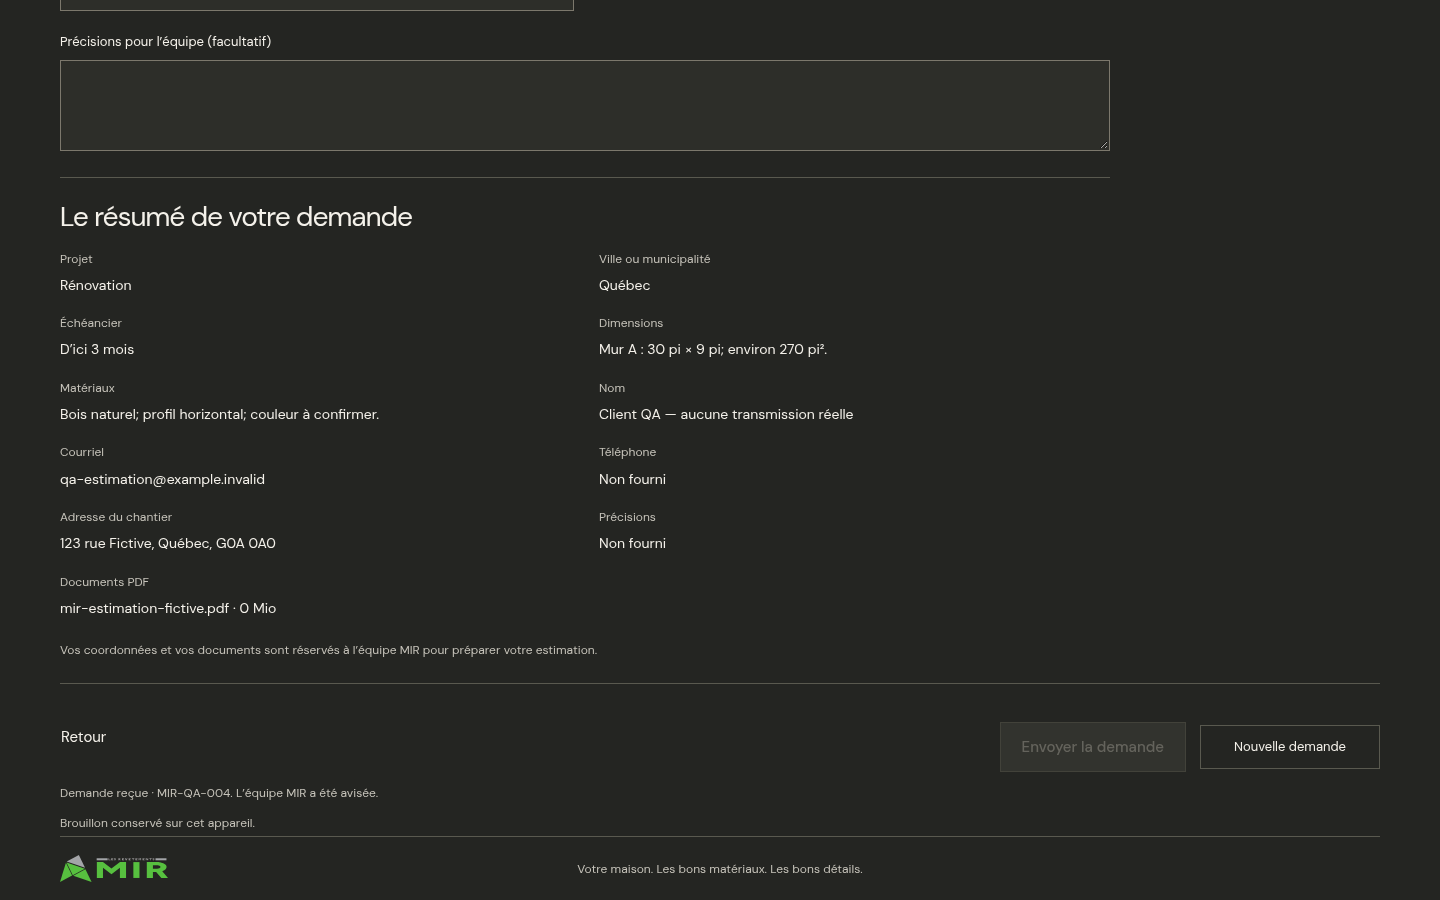 Précisions pour l’équipe (facultatif)
Le résumé de votre demande
Projet
Rénovation
Ville ou municipalité
Québec
Échéancier
D’ici 3 mois
Dimensions
Mur A : 30 pi × 9 pi; environ 270 pi².
Matériaux
Bois naturel; profil horizontal; couleur à confirmer.
Nom
Client QA — aucune transmission réelle
Courriel
qa-estimation@example.invalid
Téléphone
Non fourni
Adresse du chantier
123 rue Fictive, Québec, G0A 0A0
Précisions
Non fourni
Documents PDF
mir-estimation-fictive.pdf · 0 Mio
Vos coordonnées et vos documents sont réservés à l’équipe MIR pour préparer votre estimation.
Retour
Envoyer la demande
Nouvelle demande
Demande reçue · MIR-QA-004. L’équipe MIR a été avisée.
Brouillon conservé sur cet appareil.
MIR
Votre maison. Les bons matériaux. Les bons détails.